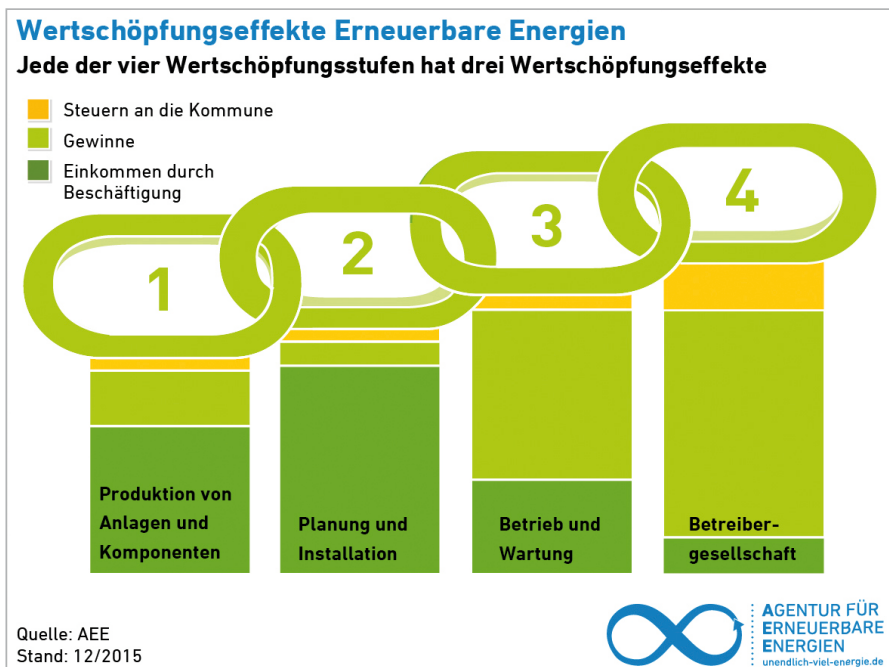 Wertschöpfungseffekte Erneuerbare Energien
Jede der vier Wertschöpfungsstufen hat drei Wertschöpfungseffekte
Steuern an die Kommune
Gewinne
Einkommen durch
Beschäftigung
1
2
3
4
Produktion von
Anlagen und
Komponenten
Planung und
Installation
Betrieb und
Wartung
Betreiber-
gesellschaft
Quelle: AEE
Stand: 12/2015
AGENTUR FÜR
ERNEUERBARE
ENERGIEN
unendlich-viel-energie.de